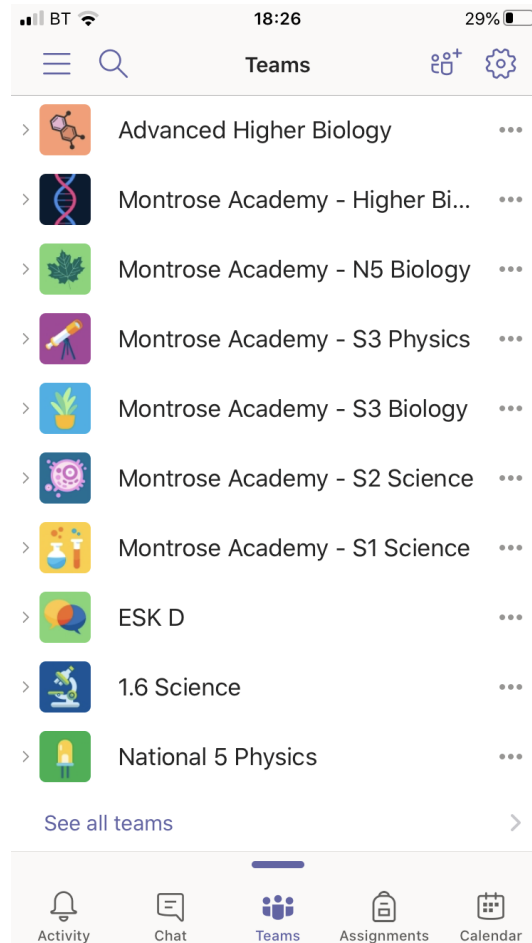 BT 18:26 29%
Teams
Advanced Higher Biology
Montrose Academy - Higher Bi...
Montrose Academy - N5 Biology
Montrose Academy - S3 Physics
Montrose Academy - S3 Biology
Montrose Academy - S2 Science
Montrose Academy - S1 Science
ESK D
1.6 Science
National 5 Physics
See all teams
Activity Chat Teams Assignments Calendar